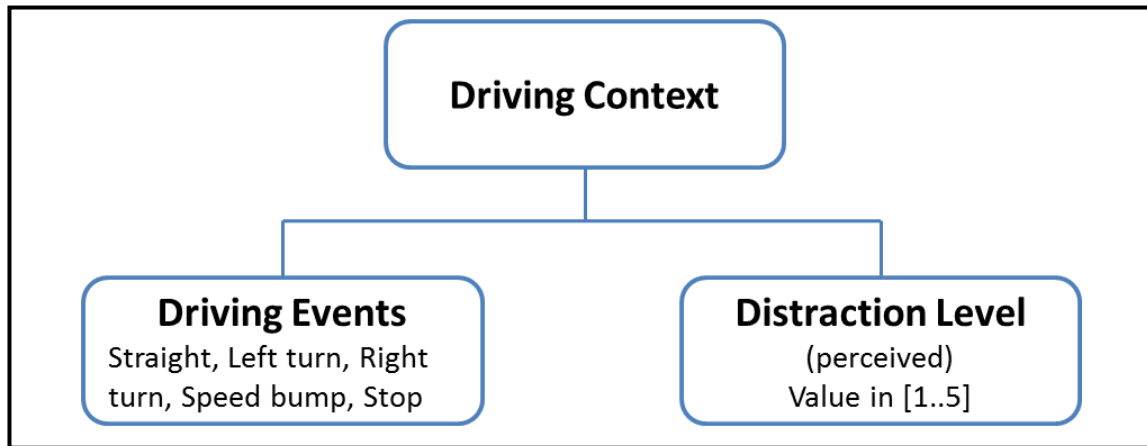 Driving Context
Driving Events
Straight, Left turn, Right
turn, Speed bump, Stop
Distraction Level
(perceived)
Value in [1..5]